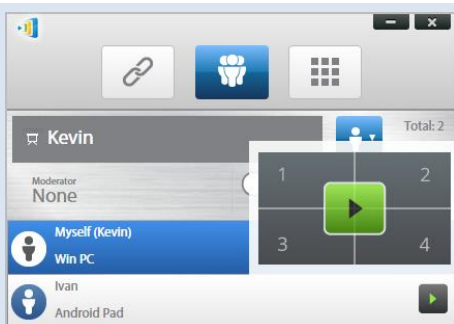 Kevin
Total: 2
Moderator
None
1 2
3 4
Myself (Kevin)
Win PC
Ivan
Android Pad